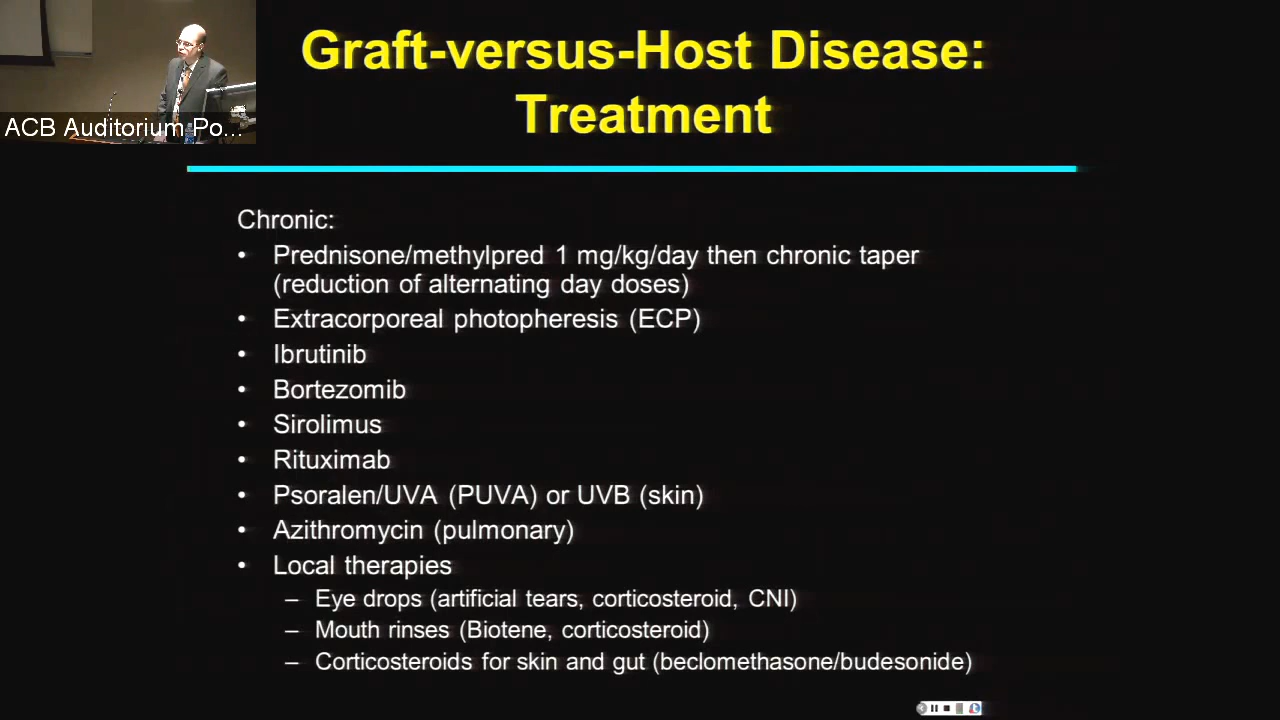 Graft-versus-Host Disease:
Treatment
ACB Auditorium Po...
Chronic:
• Prednisone/methylpred 1 mg/kg/day then chronic taper
(reduction of alternating day doses)
• Extracorporeal photopheresis (ECP)
• Ibrutinib
• Bortezomib
• Sirolimus
• Rituximab
• Psoralen/UVA (PUVA) or UVB (skin)
• Azithromycin (pulmonary)
• Local therapies
– Eye drops (artificial tears, corticosteroid, CNI)
– Mouth rinses (Biotene, corticosteroid)
– Corticosteroids for skin and gut (beclomethasone/budesonide)